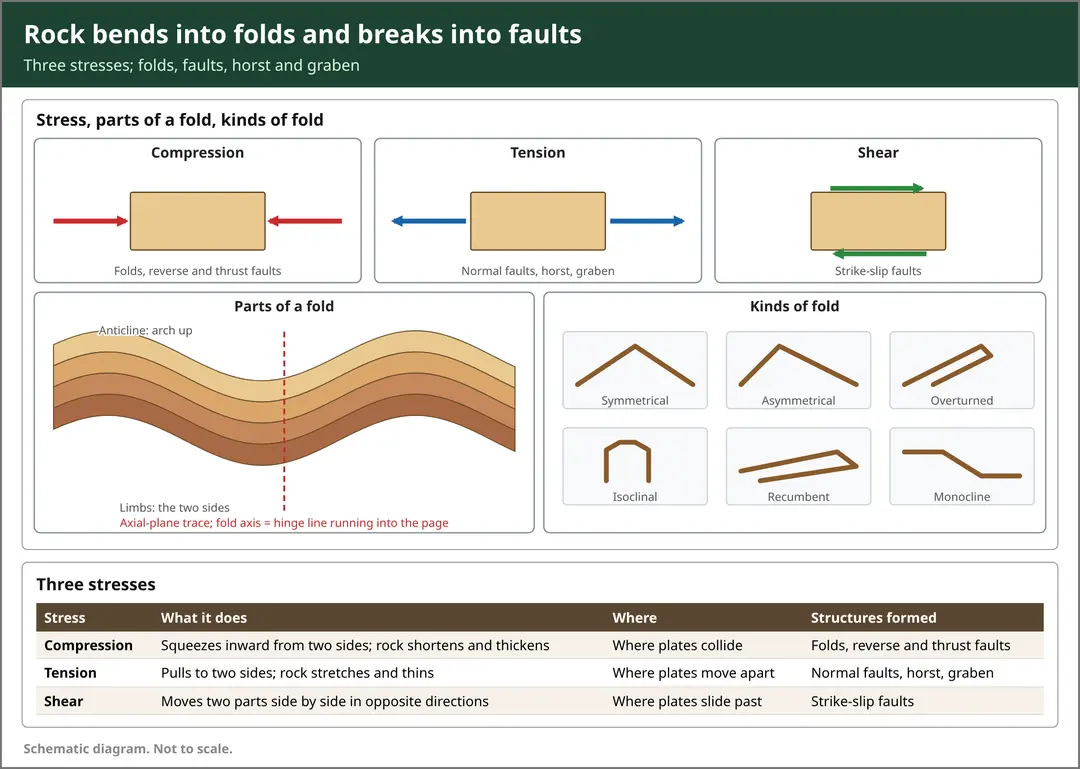 Rock bends into folds and breaks into faults
Three stresses; folds, faults, horst and graben
Stress, parts of a fold, kinds of fold
Compression
Folds, reverse and thrust faults
Tension
Normal faults, horst, graben
Shear
Strike-slip faults
Parts of a fold
Anticline: arch up
Limbs: the two sides
Axial-plane trace; fold axis = hinge line running into the page
Kinds of fold
Symmetrical
Asymmetrical
Overturned
Isoclinal
Recumbent
Monocline
Three stresses
Stress What it does Where Structures formed
Compression Squeezes inward from two sides; rock shortens and thickens Where plates collide Folds, reverse and thrust faults
Tension Pulls to two sides; rock stretches and thins Where plates move apart Normal faults, horst, graben
Shear Moves two parts side by side in opposite directions Where plates slide past Strike-slip faults
Schematic diagram. Not to scale.